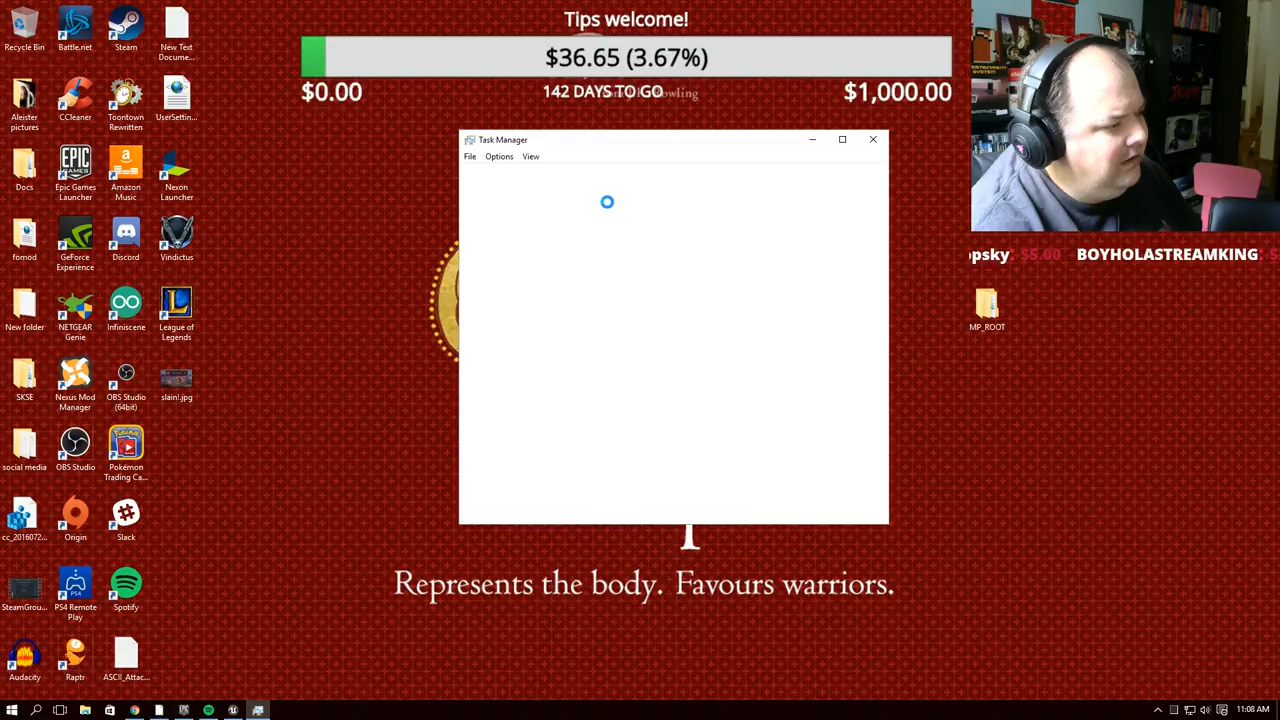 Tips welcome!
$36.65 (3.67%)
$0.00
142 DAYS TO GO
$1,000.00
Recycle Bin
Battle.net
Steam
New Text Docume...
Aleister pictures
CCleaner
Toontown Rewritten
UserSettin...
Docs
Epic Games Launcher
Amazon Music
Nexon Launcher
fomod
GeForce Experience
Discord
Vindictus
New folder
NETGEAR Genie
Infiniscene
League of Legends
SKSE
Nexus Mod Manager
OBS Studio (64bit)
slain!.jpg
social media
OBS Studio
Pokémon Trading Ca...
cc_2016072...
Origin
Slack
SteamGrou...
PS4 Remote Play
Spotify
Audacity
Raptr
ASCII_Attac...
Task Manager
File Options View
opsky: $5.00 BOYHOLASTREAMKING: $
MP_ROOT
Represents the body. Favours warriors.
11:08 AM